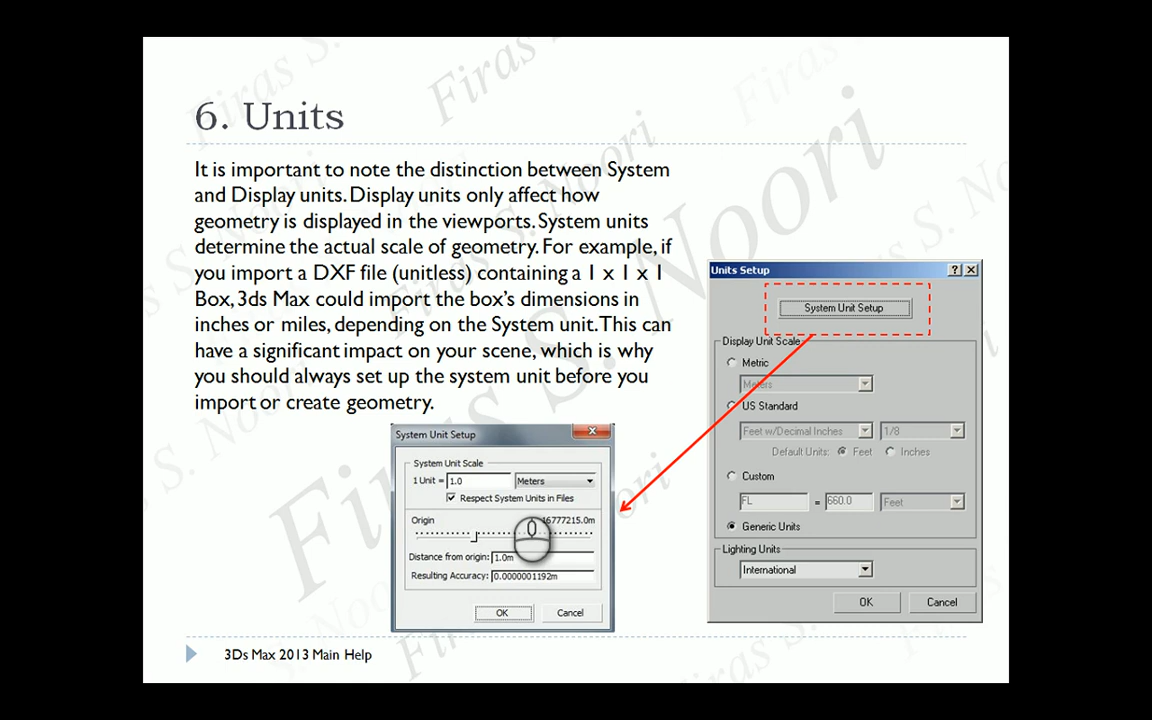 6. Units
It is important to note the distinction between System
and Display units. Display units only affect how
geometry is displayed in the viewports. System units
determine the actual scale of geometry. For example, if
you import a DXF file (unitless) containing a 1 x 1 x 1
Box, 3ds Max could import the box's dimensions in
inches or miles, depending on the System unit. This can
have a significant impact on your scene, which is why
you should always set up the system unit before you
import or create geometry.
System Unit Setup
System Unit Scale
1 Unit = 1.0 Meters
Respect System Units in Files
Origin 16777215.0m
Distance from origin: 1.0m
Resulting Accuracy: 0.0000001192m
OK Cancel
Units Setup
System Unit Setup
Display Unit Scale
Metric
Meters
US Standard
Feet w/Decimal Inches 1/8
Default Units: Feet Inches
Custom
FL = 660.0 Feet
Generic Units
Lighting Units
International
OK Cancel
3Ds Max 2013 Main Help
Firas S. Noori